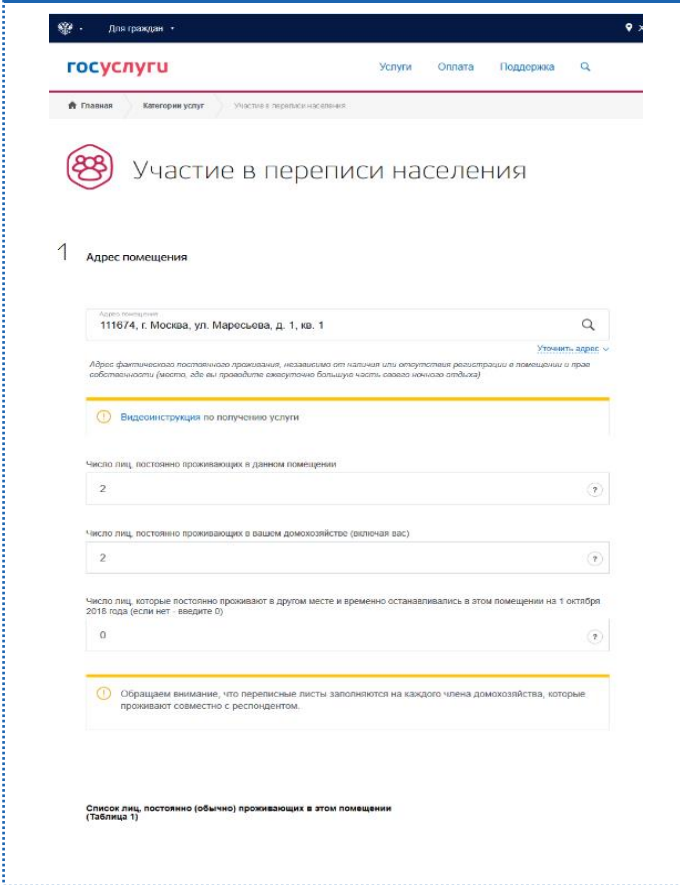 Для граждан
госуслуги
Услуги Оплата Поддержка
Главная Категории услуг Участие в переписи населения
Участие в переписи населения
1 Адрес помещения
Адрес помещения
111674, г. Москва, ул. Маресьева, д. 1, кв. 1
Уточнить адрес
Адрес фактического постоянного проживания, независимо от наличия или отсутствия регистрации в помещении и прав
собственности (место, где вы проводите ежесуточно большую часть своего ночного отдыха)
Видеоинструкция по получению услуги
Число лиц, постоянно проживающих в данном помещении
2 ?
Число лиц, постоянно проживающих в вашем домохозяйстве (включая вас)
2 ?
Число лиц, которые постоянно проживают в другом месте и временно останавливались в этом помещении на 1 октября
2018 года (если нет - введите 0)
0 ?
Обращаем внимание, что переписные листы заполняются на каждого члена домохозяйства, которые
проживают совместно с респондентом.
Список лиц, постоянно (обычно) проживающих в этом помещении
(Таблица 1)